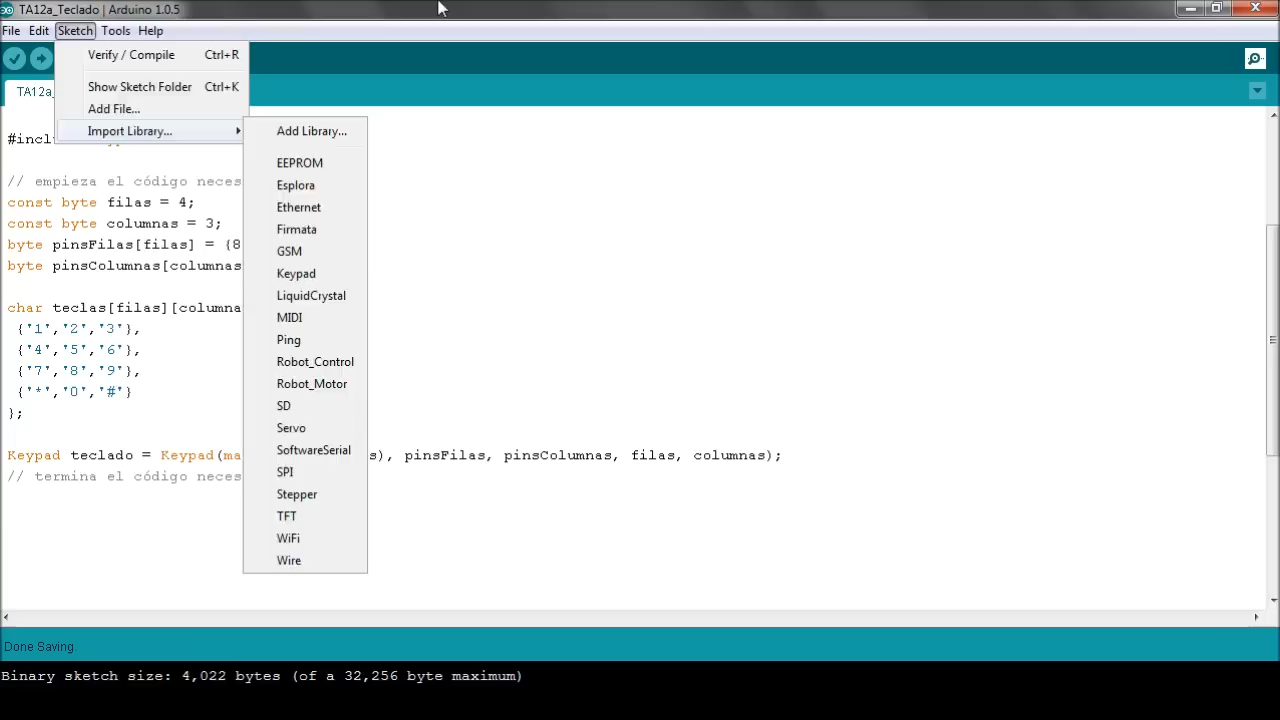 TA12a_Teclado | Arduino 1.0.5
File Edit Sketch Tools Help
Verify / Compile Ctrl+R
Show Sketch Folder Ctrl+K
Add File...
Import Library...
TA12a_
Add Library...
EEPROM
Esplora
Ethernet
Firmata
GSM
Keypad
LiquidCrystal
MIDI
Ping
Robot_Control
Robot_Motor
SD
Servo
SoftwareSerial
SPI
Stepper
TFT
WiFi
Wire
#incl
// empieza el código neces
const byte filas = 4;
const byte columnas = 3;
byte pinsFilas[filas] = {8
byte pinsColumnas[columnas
char teclas[filas][columna
{'1','2','3'},
{'4','5','6'},
{'7','8','9'},
{'*','0','#'}
};
Keypad teclado = Keypad(ma s), pinsFilas, pinsColumnas, filas, columnas);
// termina el código neces
Done Saving.
Binary sketch size: 4,022 bytes (of a 32,256 byte maximum)